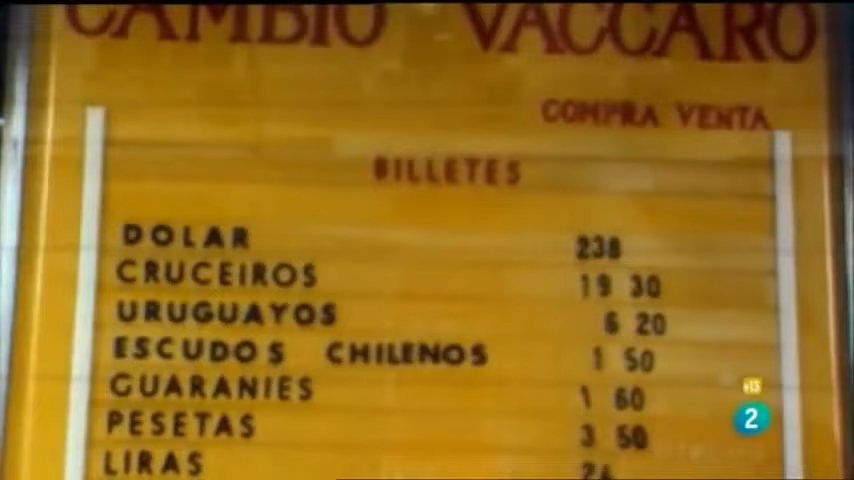 CAMBIO VACCARO
COMPRA VENTA
BILLETES
DOLAR 238
CRUCEIROS 19 30
URUGUAYOS 6 20
ESCUDOS CHILENOS 1 50
GUARANIES 1 60
PESETAS 3 50
LIRAS
+13
2